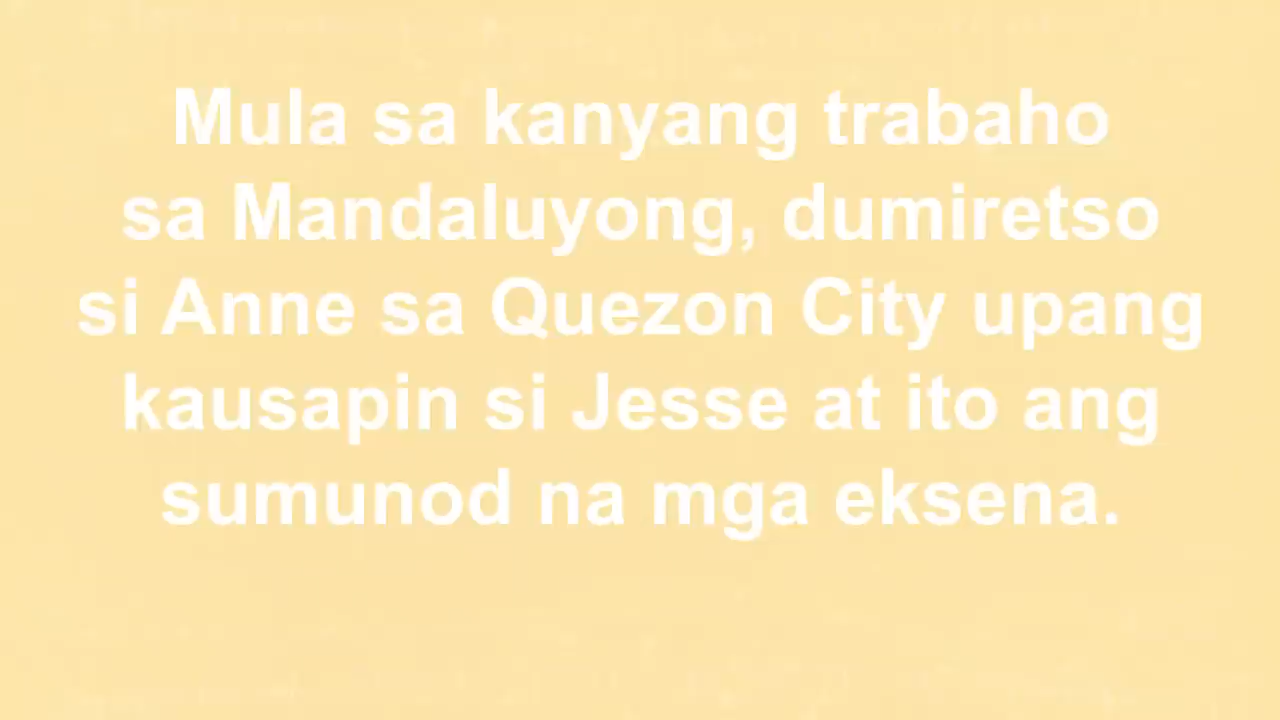 Mula sa kanyang trabaho
sa Mandaluyong, dumiretso
si Anne sa Quezon City upang
kausapin si Jesse at ito ang
sumunod na mga eksena.